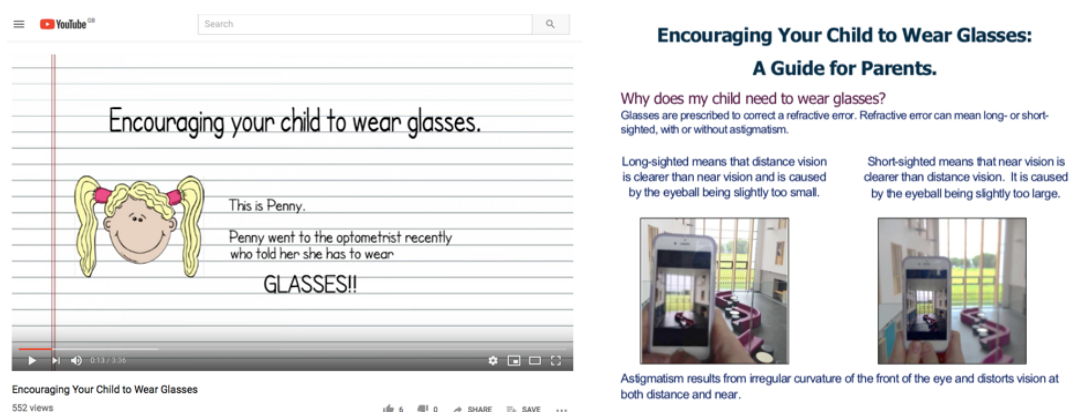 YouTube GB
Search
Encouraging your child to wear glasses.
This is Penny.
Penny went to the optometrist recently
who told her she has to wear
GLASSES!!
0:13 / 3:36
Encouraging Your Child to Wear Glasses
552 views
6
0
SHARE
SAVE
Encouraging Your Child to Wear Glasses:
A Guide for Parents.
Why does my child need to wear glasses?
Glasses are prescribed to correct a refractive error. Refractive error can mean long- or short-
sighted, with or without astigmatism.
Long-sighted means that distance vision
is clearer than near vision and is caused
by the eyeball being slightly too small.
Short-sighted means that near vision is
clearer than distance vision. It is caused
by the eyeball being slightly too large.
Astigmatism results from irregular curvature of the front of the eye and distorts vision at
both distance and near.